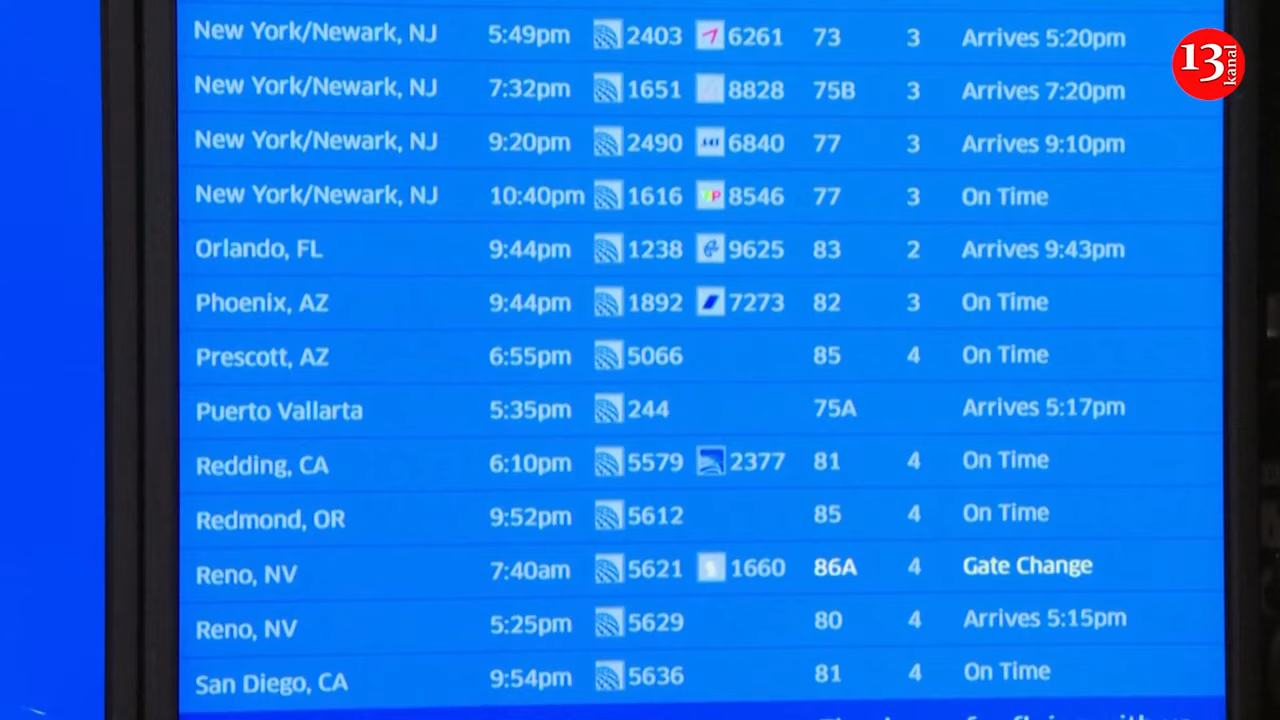 New York/Newark, NJ 5:49pm 2403 6261 73 3 Arrives 5:20pm
13 kanal
New York/Newark, NJ 7:32pm 1651 8828 75B 3 Arrives 7:20pm
New York/Newark, NJ 9:20pm 2490 6840 77 3 Arrives 9:10pm
New York/Newark, NJ 10:40pm 1616 8546 77 3 On Time
Orlando, FL 9:44pm 1238 9625 83 2 Arrives 9:43pm
Phoenix, AZ 9:44pm 1892 7273 82 3 On Time
Prescott, AZ 6:55pm 5066 85 4 On Time
Puerto Vallarta 5:35pm 244 75A Arrives 5:17pm
Redding, CA 6:10pm 5579 2377 81 4 On Time
Redmond, OR 9:52pm 5612 85 4 On Time
Reno, NV 7:40am 5621 1660 86A 4 Gate Change
Reno, NV 5:25pm 5629 80 4 Arrives 5:15pm
San Diego, CA 9:54pm 5636 81 4 On Time